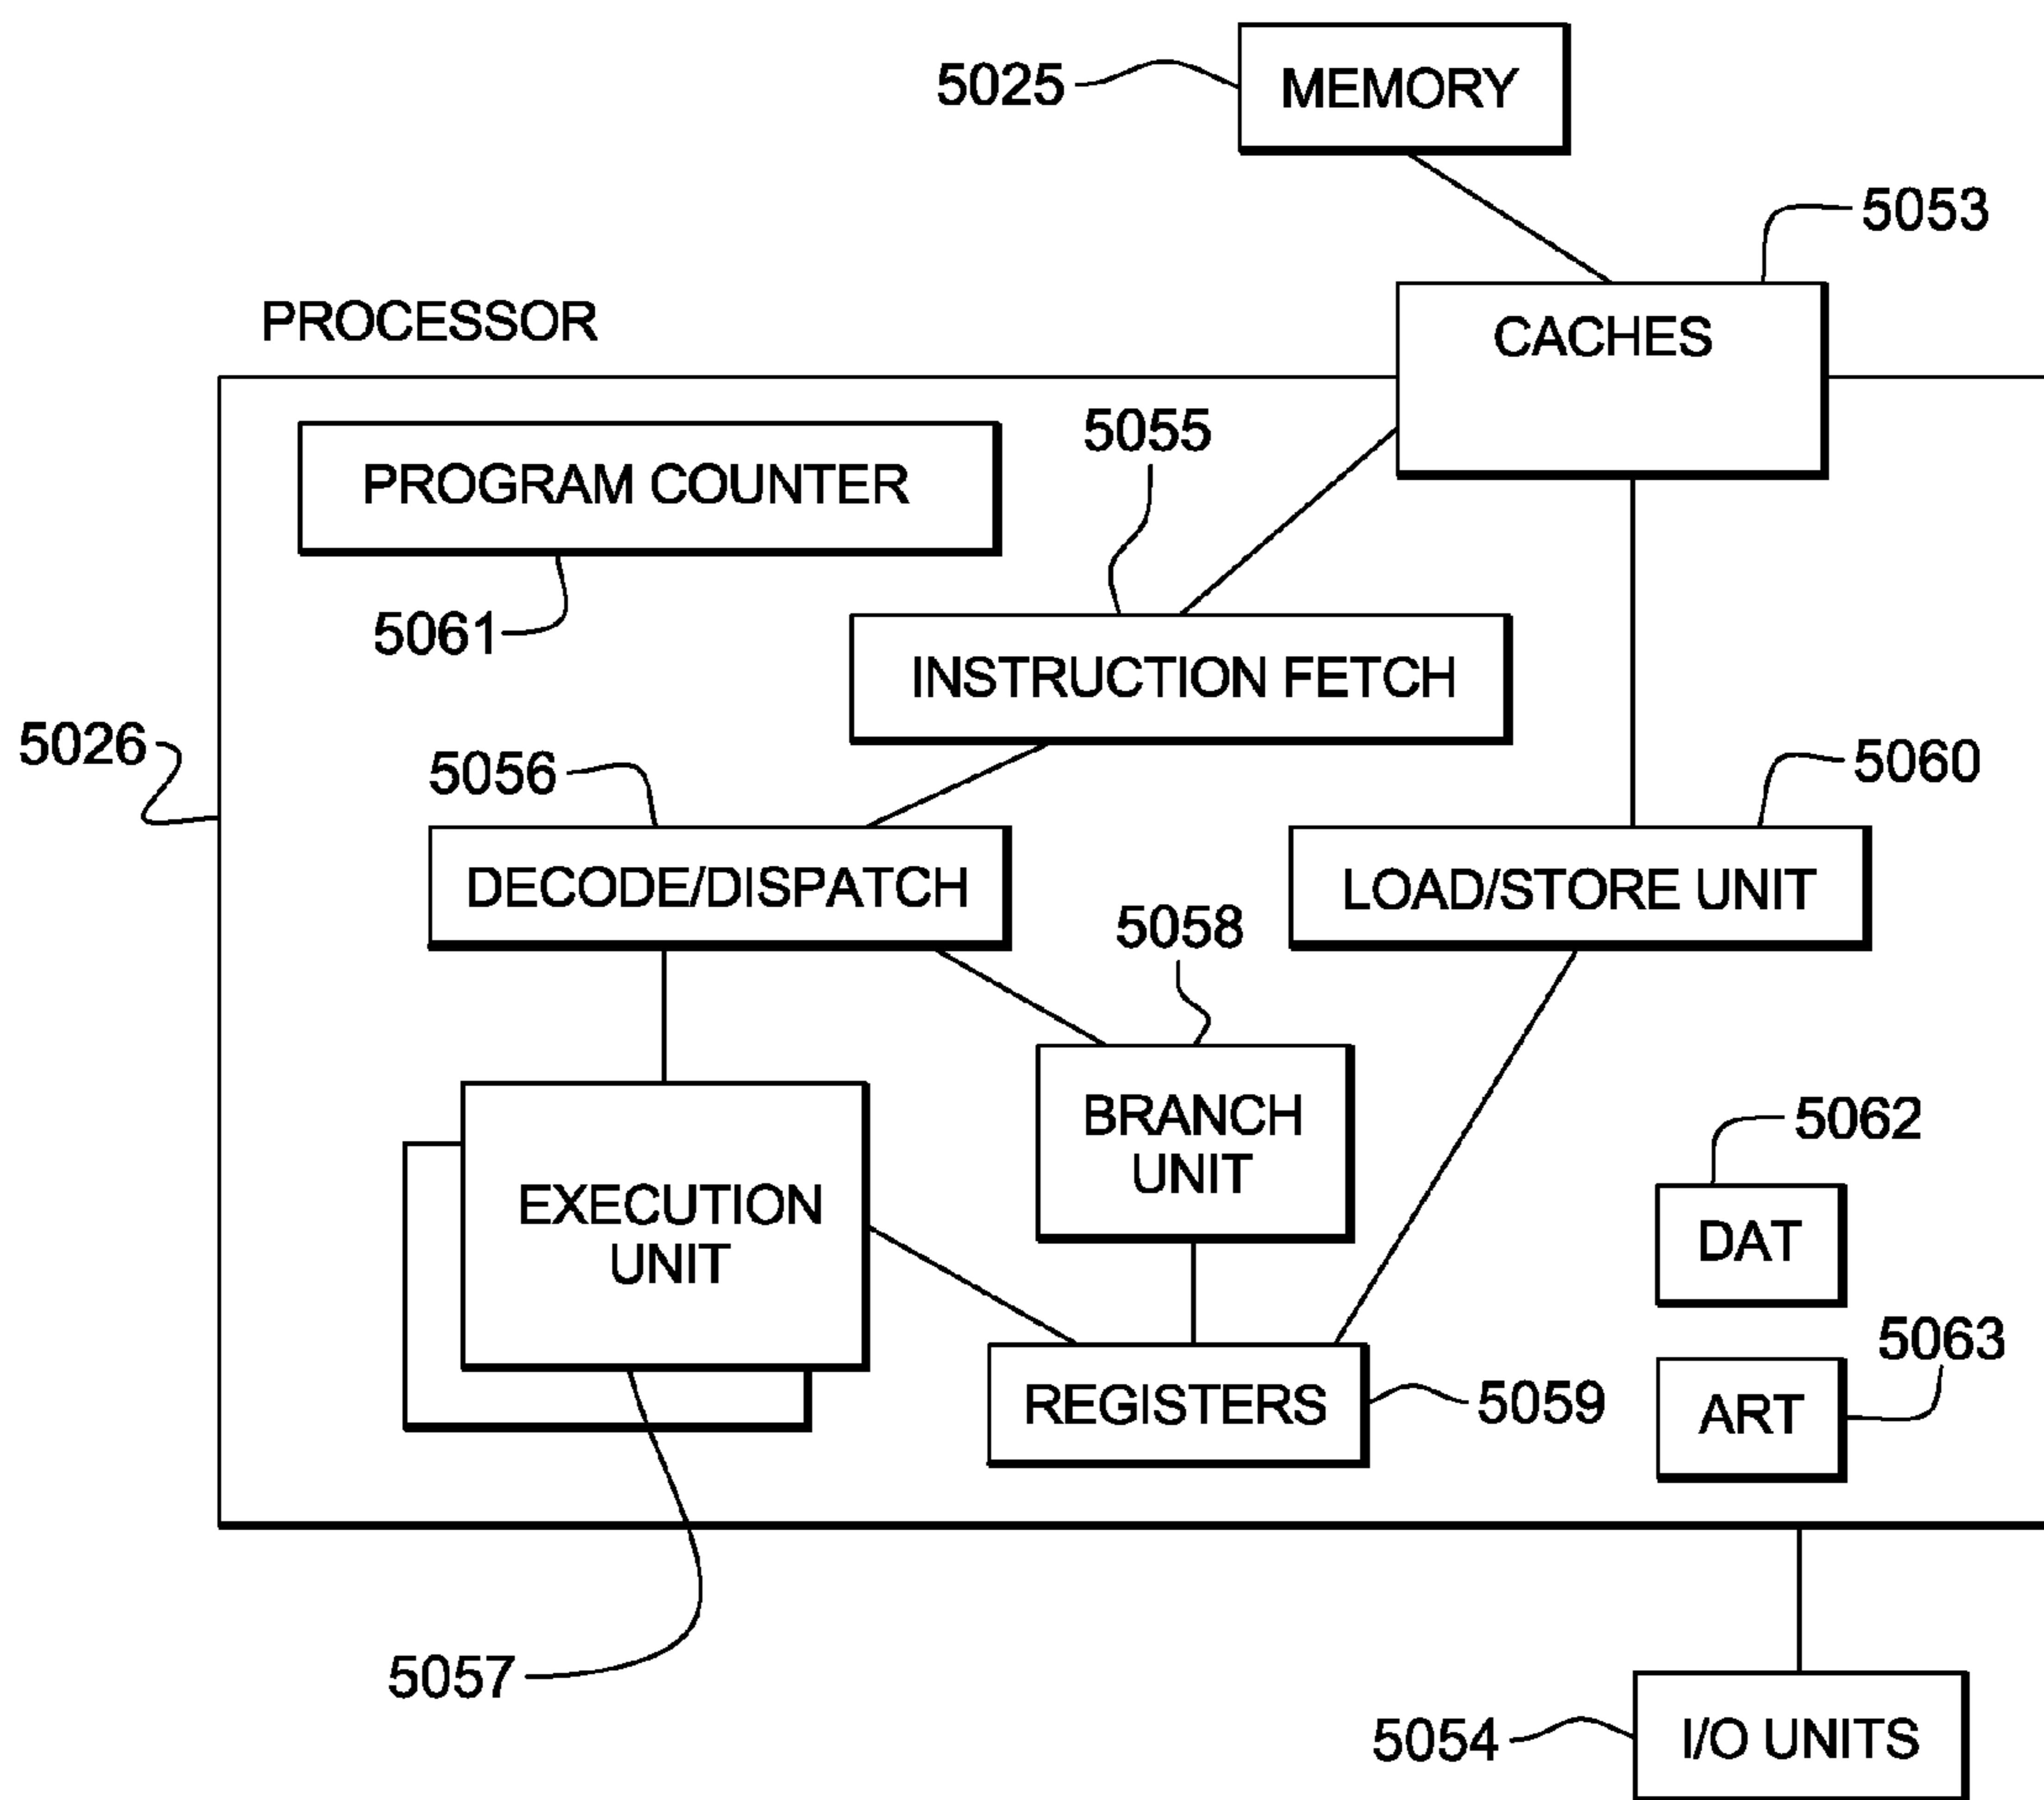 MEMORY
5025
5053
CACHES
PROCESSOR
5055
PROGRAM COUNTER
5061
INSTRUCTION FETCH
5026
5056
5060
DECODE/DISPATCH
LOAD/STORE UNIT
5058
BRANCH
UNIT
5062
EXECUTION
UNIT
DAT
5063
REGISTERS
5059
ART
5057
5054
I/O UNITS